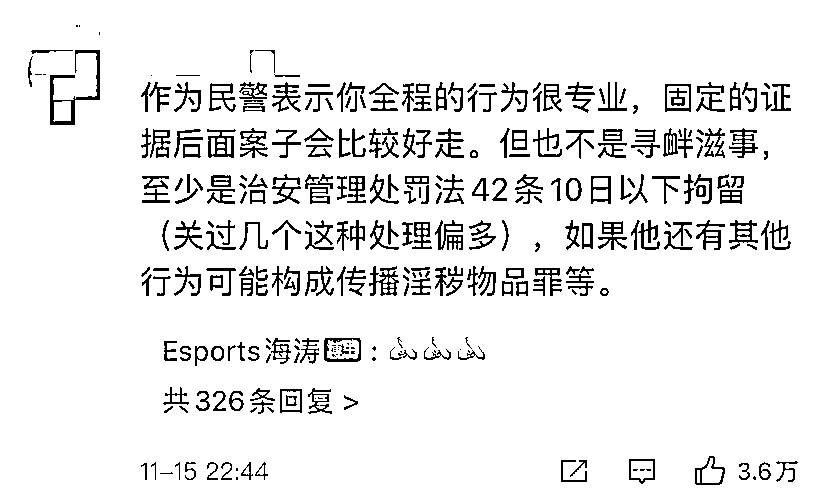 作为民警表示你全程的行为很专业，固定的证
据后面案子会比较好走。但也不是寻衅滋事，
至少是治安管理处罚法42条10日以下拘留
（关过几个这种处理偏多），如果他还有其他
行为可能构成传播淫秽物品罪等。
Esports海涛：
共326条回复 >
11-15 22:44
3.6万